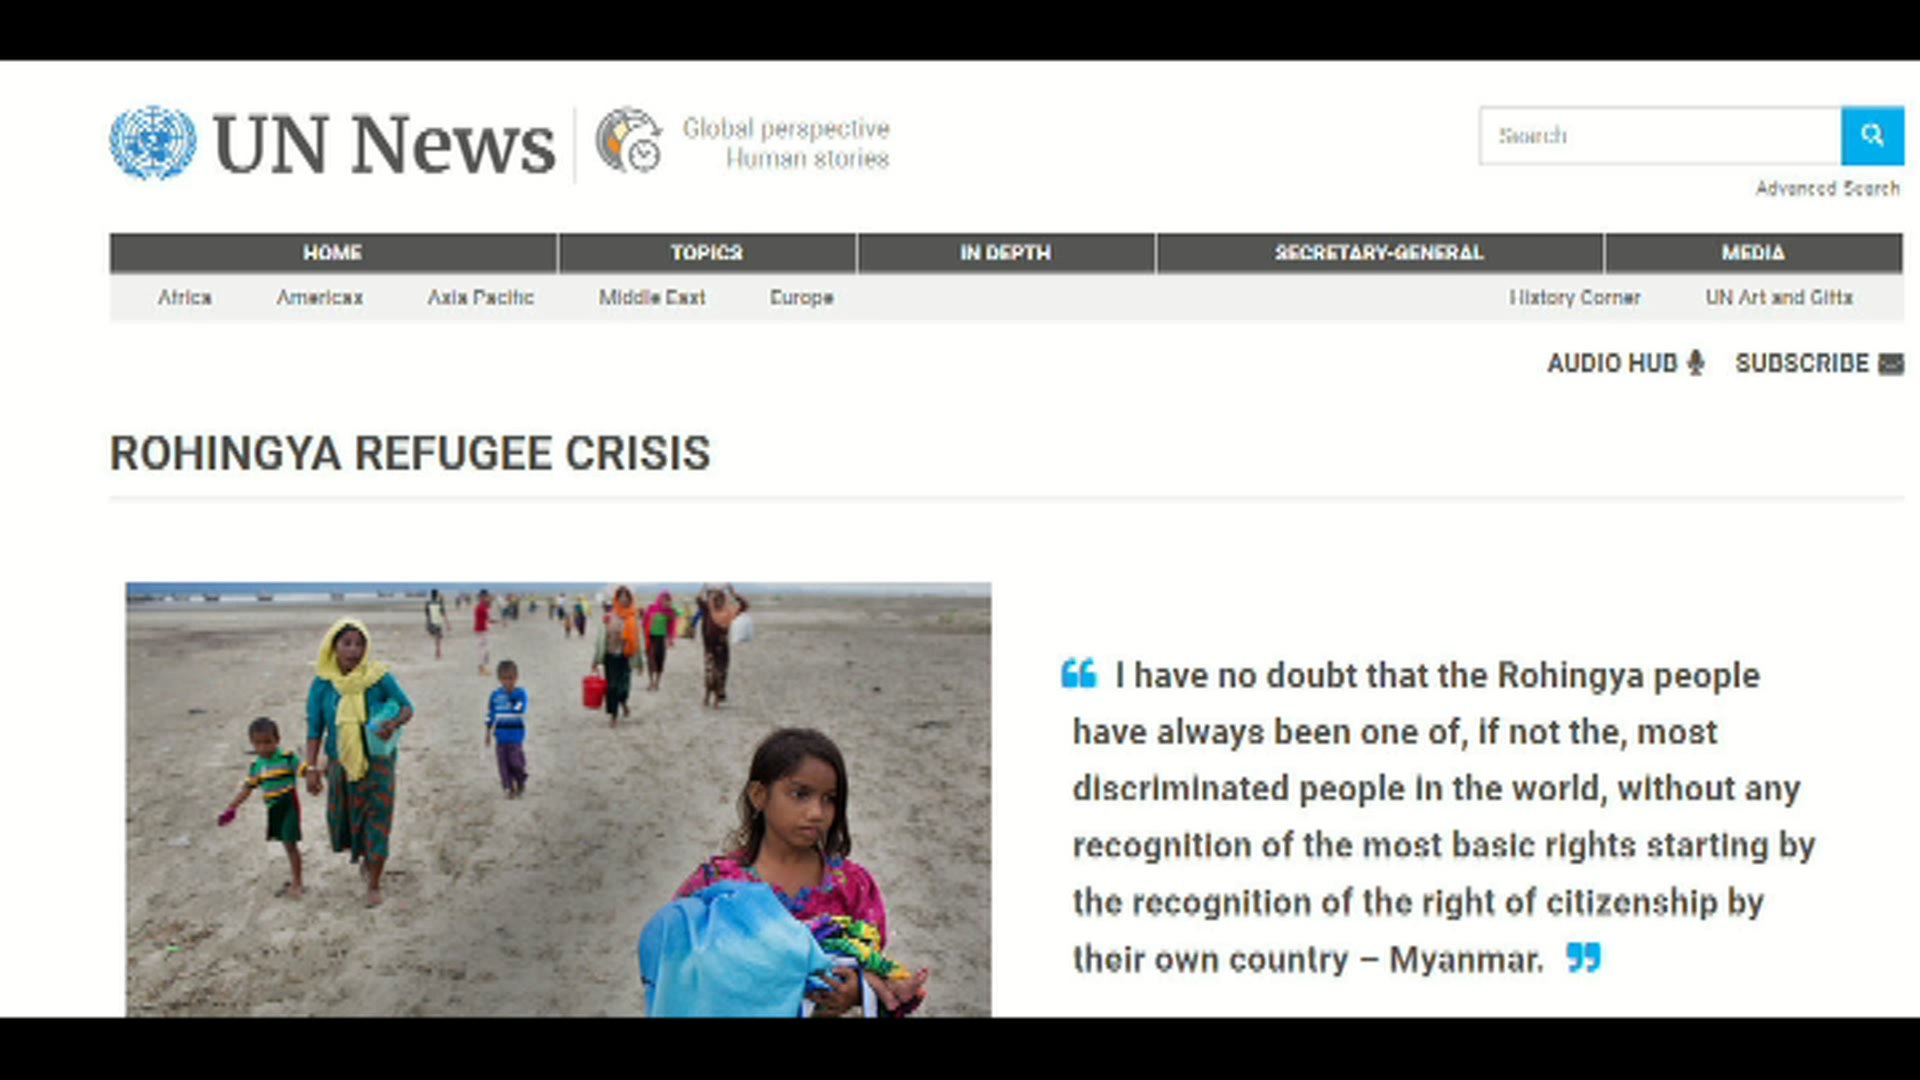 UN News
Global perspective
Human stories
Search
Advanced Search
HOME TOPICS IN DEPTH SECRETARY-GENERAL MEDIA
Africa Americas Asia Pacific Middle East Europe History Corner UN Art and Gifts
AUDIO HUB SUBSCRIBE
ROHINGYA REFUGEE CRISIS
“ I have no doubt that the Rohingya people
have always been one of, if not the, most
discriminated people in the world, without any
recognition of the most basic rights starting by
the recognition of the right of citizenship by
their own country – Myanmar. ”